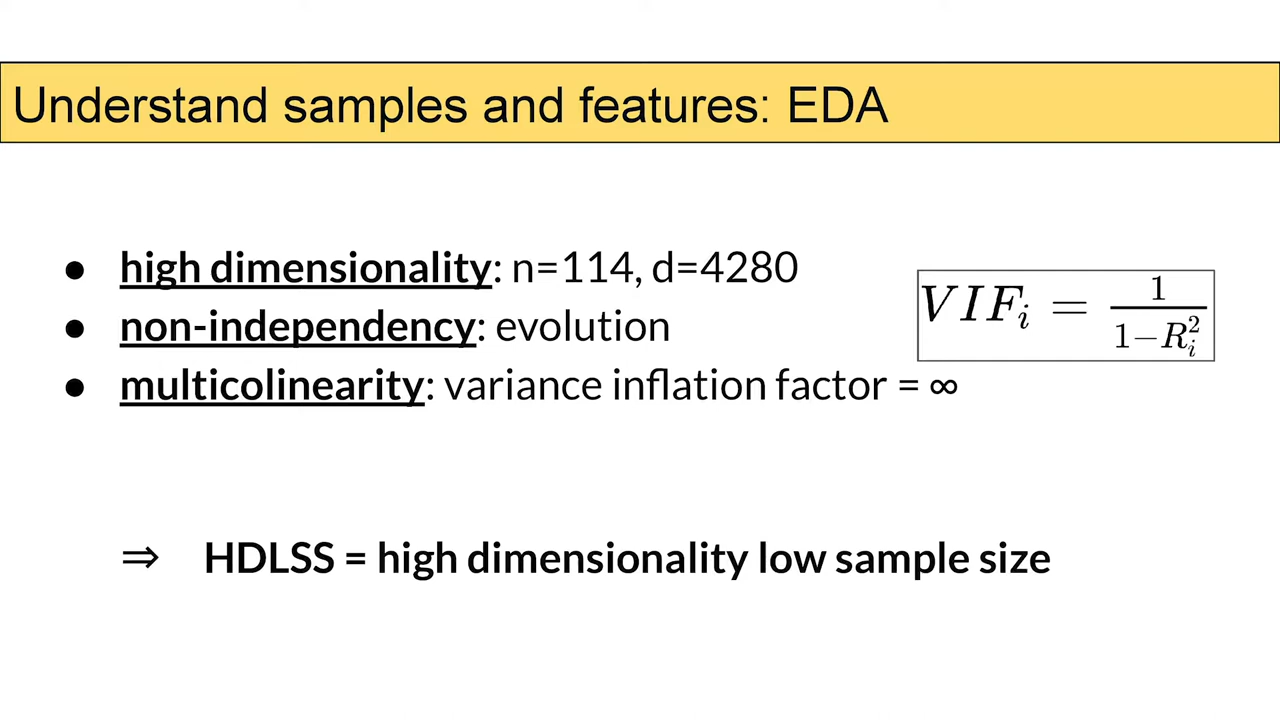 Understand samples and features: EDA
● high dimensionality: n=114, d=4280
● non-independency: evolution
● multicolinearity: variance inflation factor = ∞
VIF_i = 1/(1−R_i^2)
⇒ HDLSS = high dimensionality low sample size